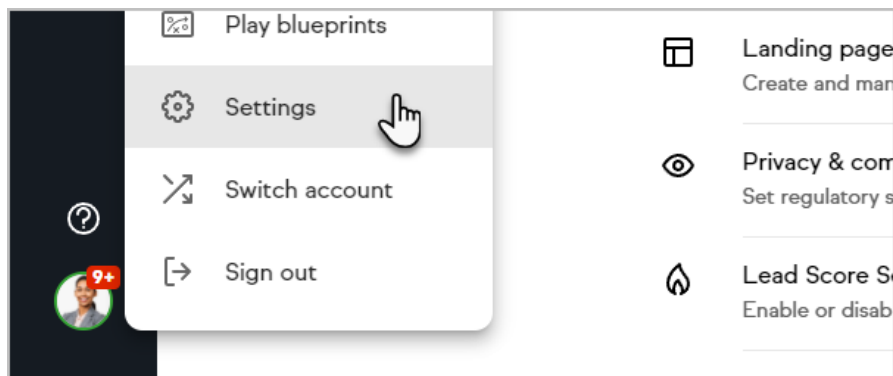 Play blueprints
Settings
Switch account
Sign out
9+
Landing page
Create and man
Privacy & com
Set regulatory s
Lead Score S
Enable or disab